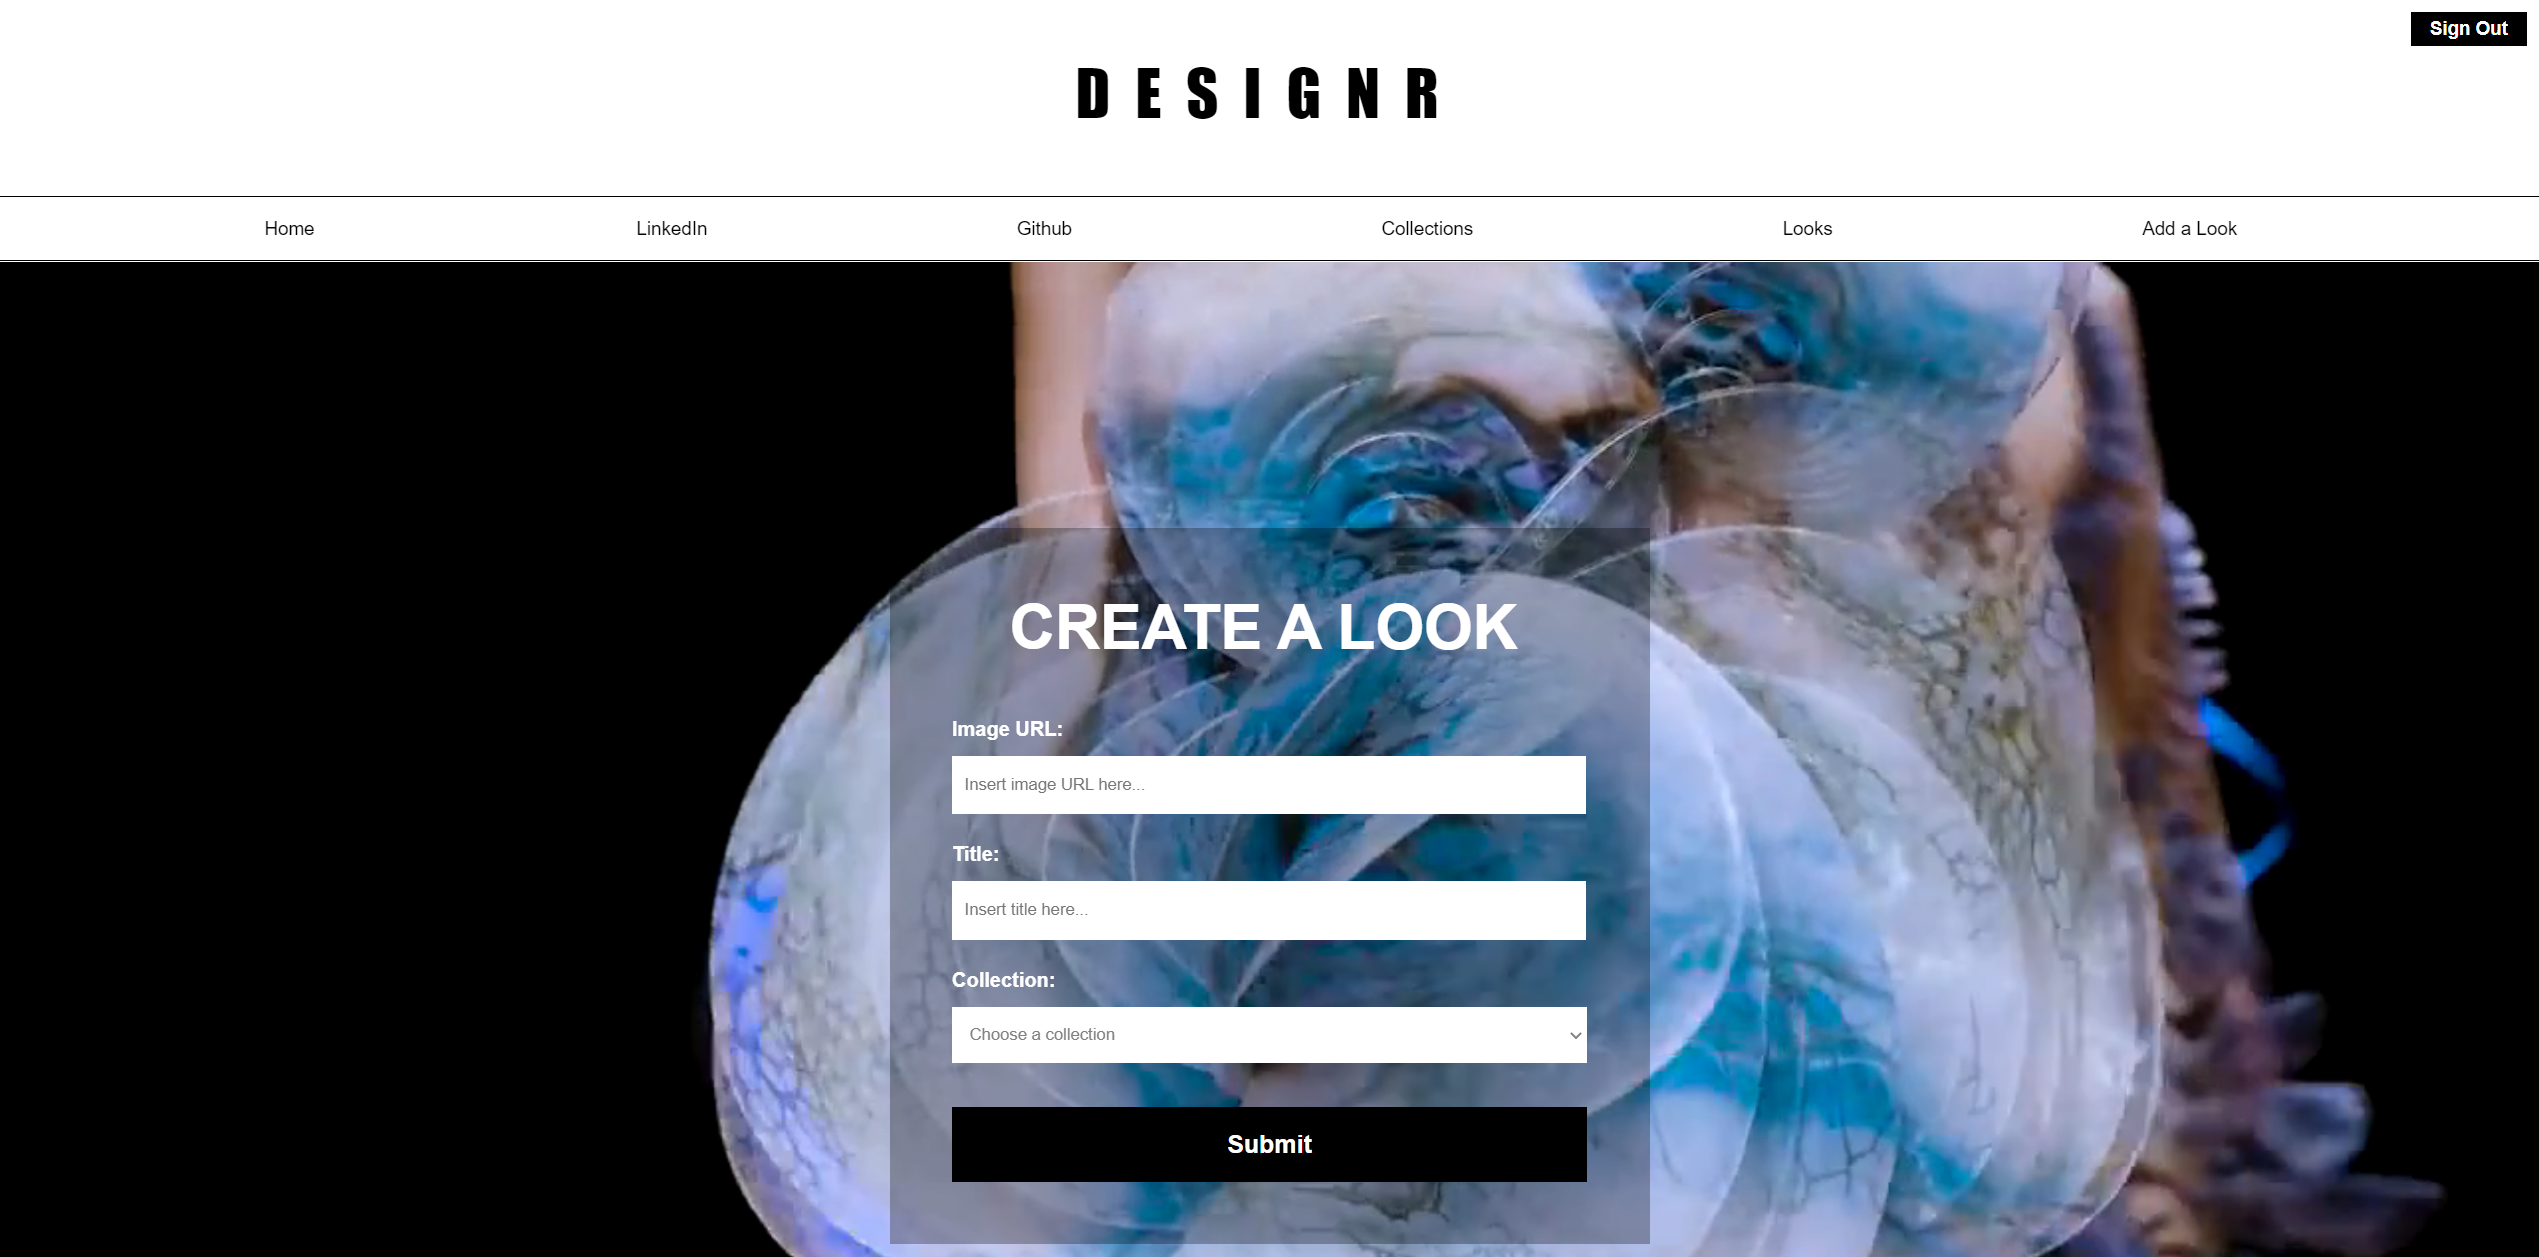 Sign Out
DESIGNR
Home LinkedIn Github Collections Looks Add a Look
CREATE A LOOK
Image URL:
Insert image URL here...
Title:
Insert title here...
Collection:
Choose a collection
Submit